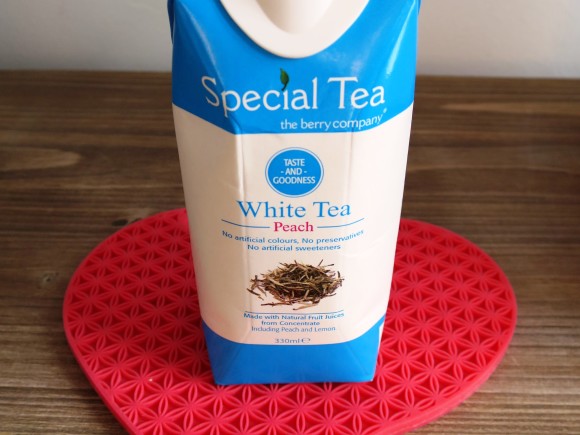 Special Tea
the berry company
TASTE
-AND-
GOODNESS
White Tea
Peach
No artificial colours, No preservatives
No artificial sweeteners
Made with Natural Fruit Juices
from Concentrate
Including Peach and Lemon
330ml℮